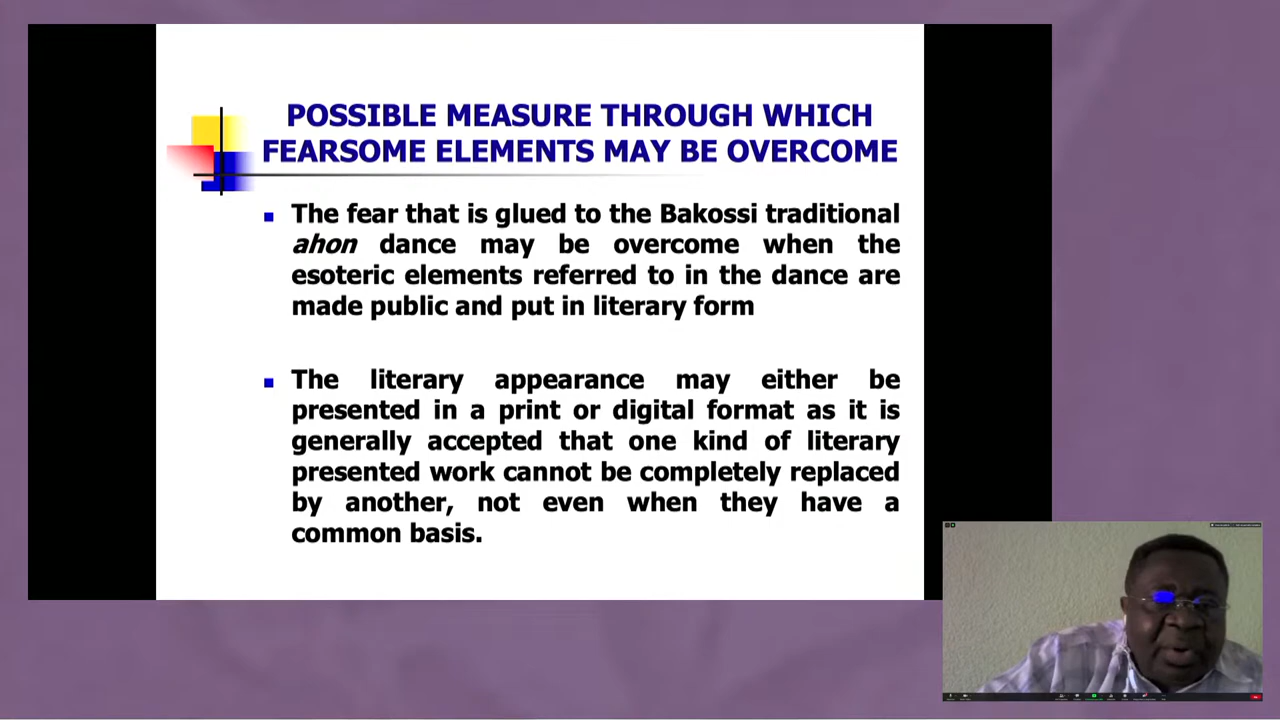 POSSIBLE MEASURE THROUGH WHICH
FEARSOME ELEMENTS MAY BE OVERCOME
The fear that is glued to the Bakossi traditional
ahon dance may be overcome when the
esoteric elements referred to in the dance are
made public and put in literary form
The literary appearance may either be
presented in a print or digital format as it is
generally accepted that one kind of literary
presented work cannot be completely replaced
by another, not even when they have a
common basis.